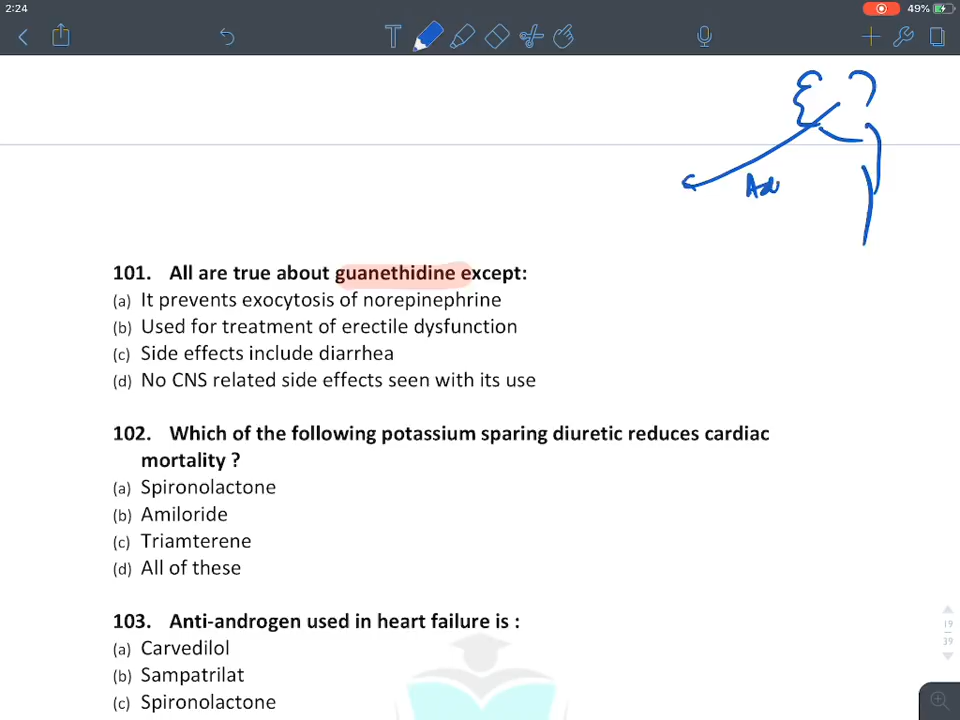 2:24
49%
T
Ad
101. All are true about guanethidine except:
(a) It prevents exocytosis of norepinephrine
(b) Used for treatment of erectile dysfunction
(c) Side effects include diarrhea
(d) No CNS related side effects seen with its use
102. Which of the following potassium sparing diuretic reduces cardiac
mortality ?
(a) Spironolactone
(b) Amiloride
(c) Triamterene
(d) All of these
103. Anti-androgen used in heart failure is :
(a) Carvedilol
(b) Sampatrilat
(c) Spironolactone
19
39